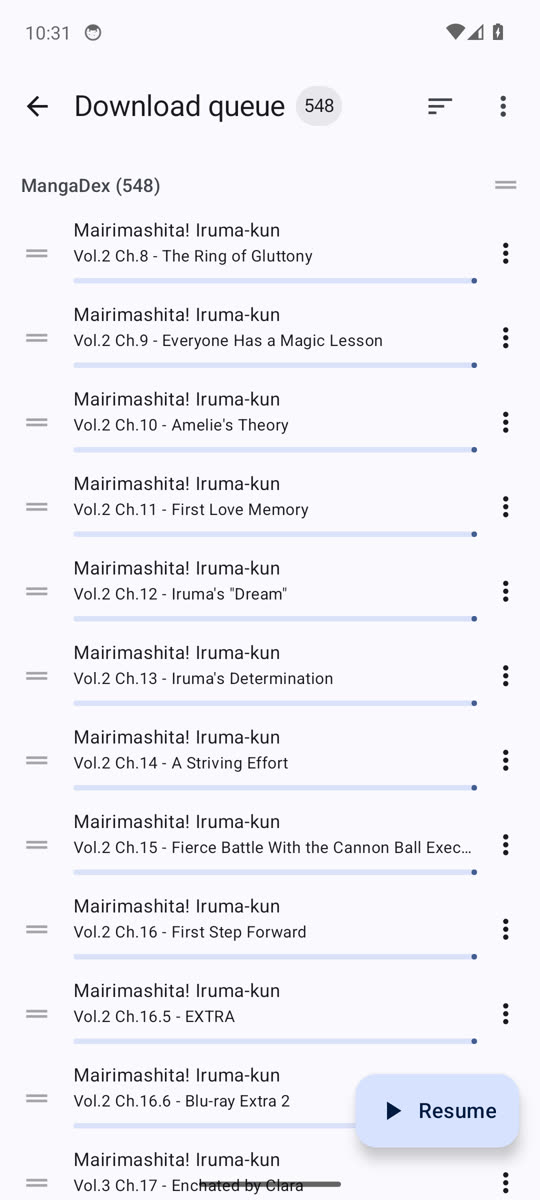 10:31
Download queue 548
MangaDex (548)
Mairimashita! Iruma-kun
Vol.2 Ch.8 - The Ring of Gluttony
Mairimashita! Iruma-kun
Vol.2 Ch.9 - Everyone Has a Magic Lesson
Mairimashita! Iruma-kun
Vol.2 Ch.10 - Amelie's Theory
Mairimashita! Iruma-kun
Vol.2 Ch.11 - First Love Memory
Mairimashita! Iruma-kun
Vol.2 Ch.12 - Iruma's "Dream"
Mairimashita! Iruma-kun
Vol.2 Ch.13 - Iruma's Determination
Mairimashita! Iruma-kun
Vol.2 Ch.14 - A Striving Effort
Mairimashita! Iruma-kun
Vol.2 Ch.15 - Fierce Battle With the Cannon Ball Exec...
Mairimashita! Iruma-kun
Vol.2 Ch.16 - First Step Forward
Mairimashita! Iruma-kun
Vol.2 Ch.16.5 - EXTRA
Mairimashita! Iruma-kun
Vol.2 Ch.16.6 - Blu-ray Extra 2
Resume
Mairimashita! Iruma-kun
Vol.3 Ch.17 - Enchated by Clara